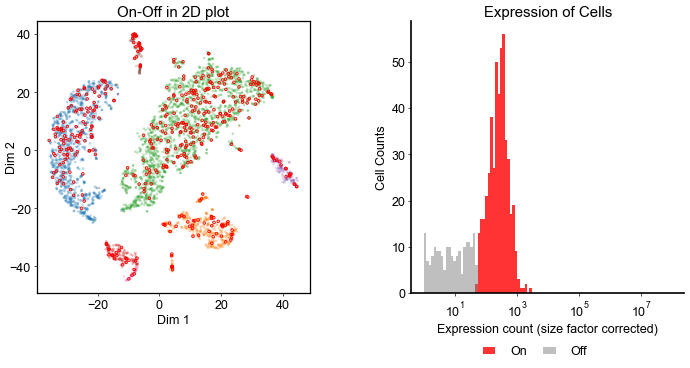 On-Off in 2D plot
Dim 2
40
20
0
−20
−40
−20
0
20
40
Dim 1
Expression of Cells
Cell Counts
50
40
30
20
10
0
10^1
10^3
10^5
10^7
Expression count (size factor corrected)
On
Off